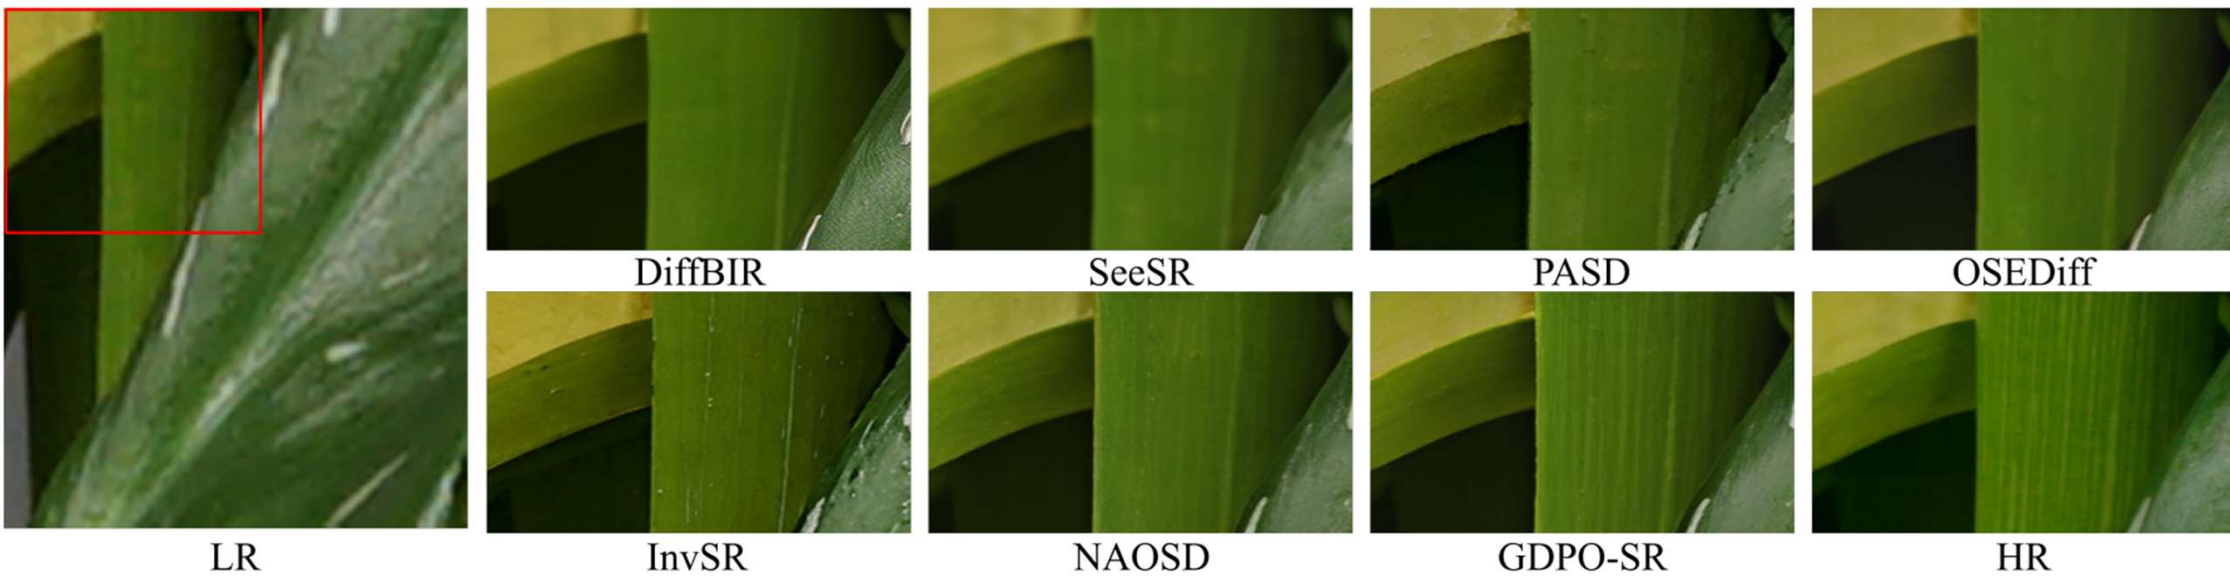 DiffBIR
SeeSR
PASD
OSEDiff
LR
InvSR
NAOSD
GDPO-SR
HR